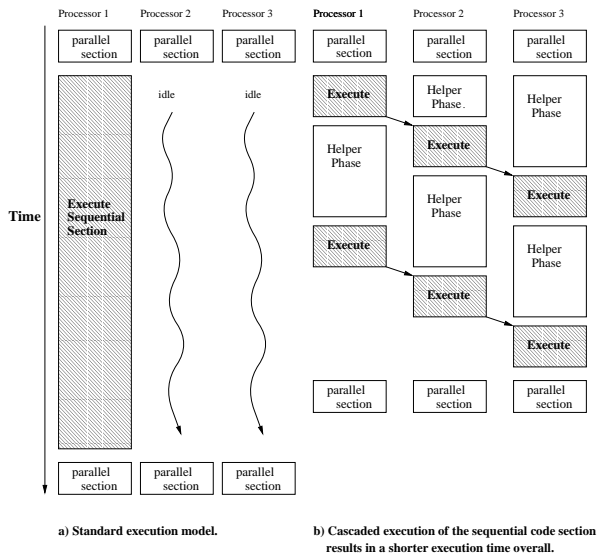 Processor 1
Processor 2
Processor 3
parallel
section
parallel
section
parallel
section
idle
idle
Time
Execute
Sequential
Section
parallel
section
parallel
section
parallel
section
a) Standard execution model.
Processor 1
Processor 2
Processor 3
parallel
section
parallel
section
parallel
section
Execute
Helper
Phase.
Helper
Phase
Helper
Phase
Execute
Helper
Phase
Execute
Execute
Helper
Phase
Execute
Execute
parallel
section
parallel
section
parallel
section
b) Cascaded execution of the sequential code section
results in a shorter execution time overall.